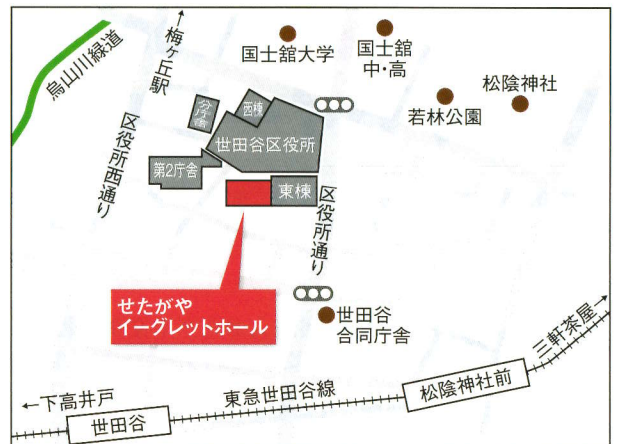 ↑梅ヶ丘駅
国士舘大学
国士舘
中・高
烏山川緑道
松陰神社
若林公園
分庁舎
西棟
世田谷区役所
区役所西通り
第2庁舎
東棟
区役所通り
せたがや
イーグレットホール
世田谷
合同庁舎
三軒茶屋→
←下高井戸
東急世田谷線
松陰神社前
世田谷